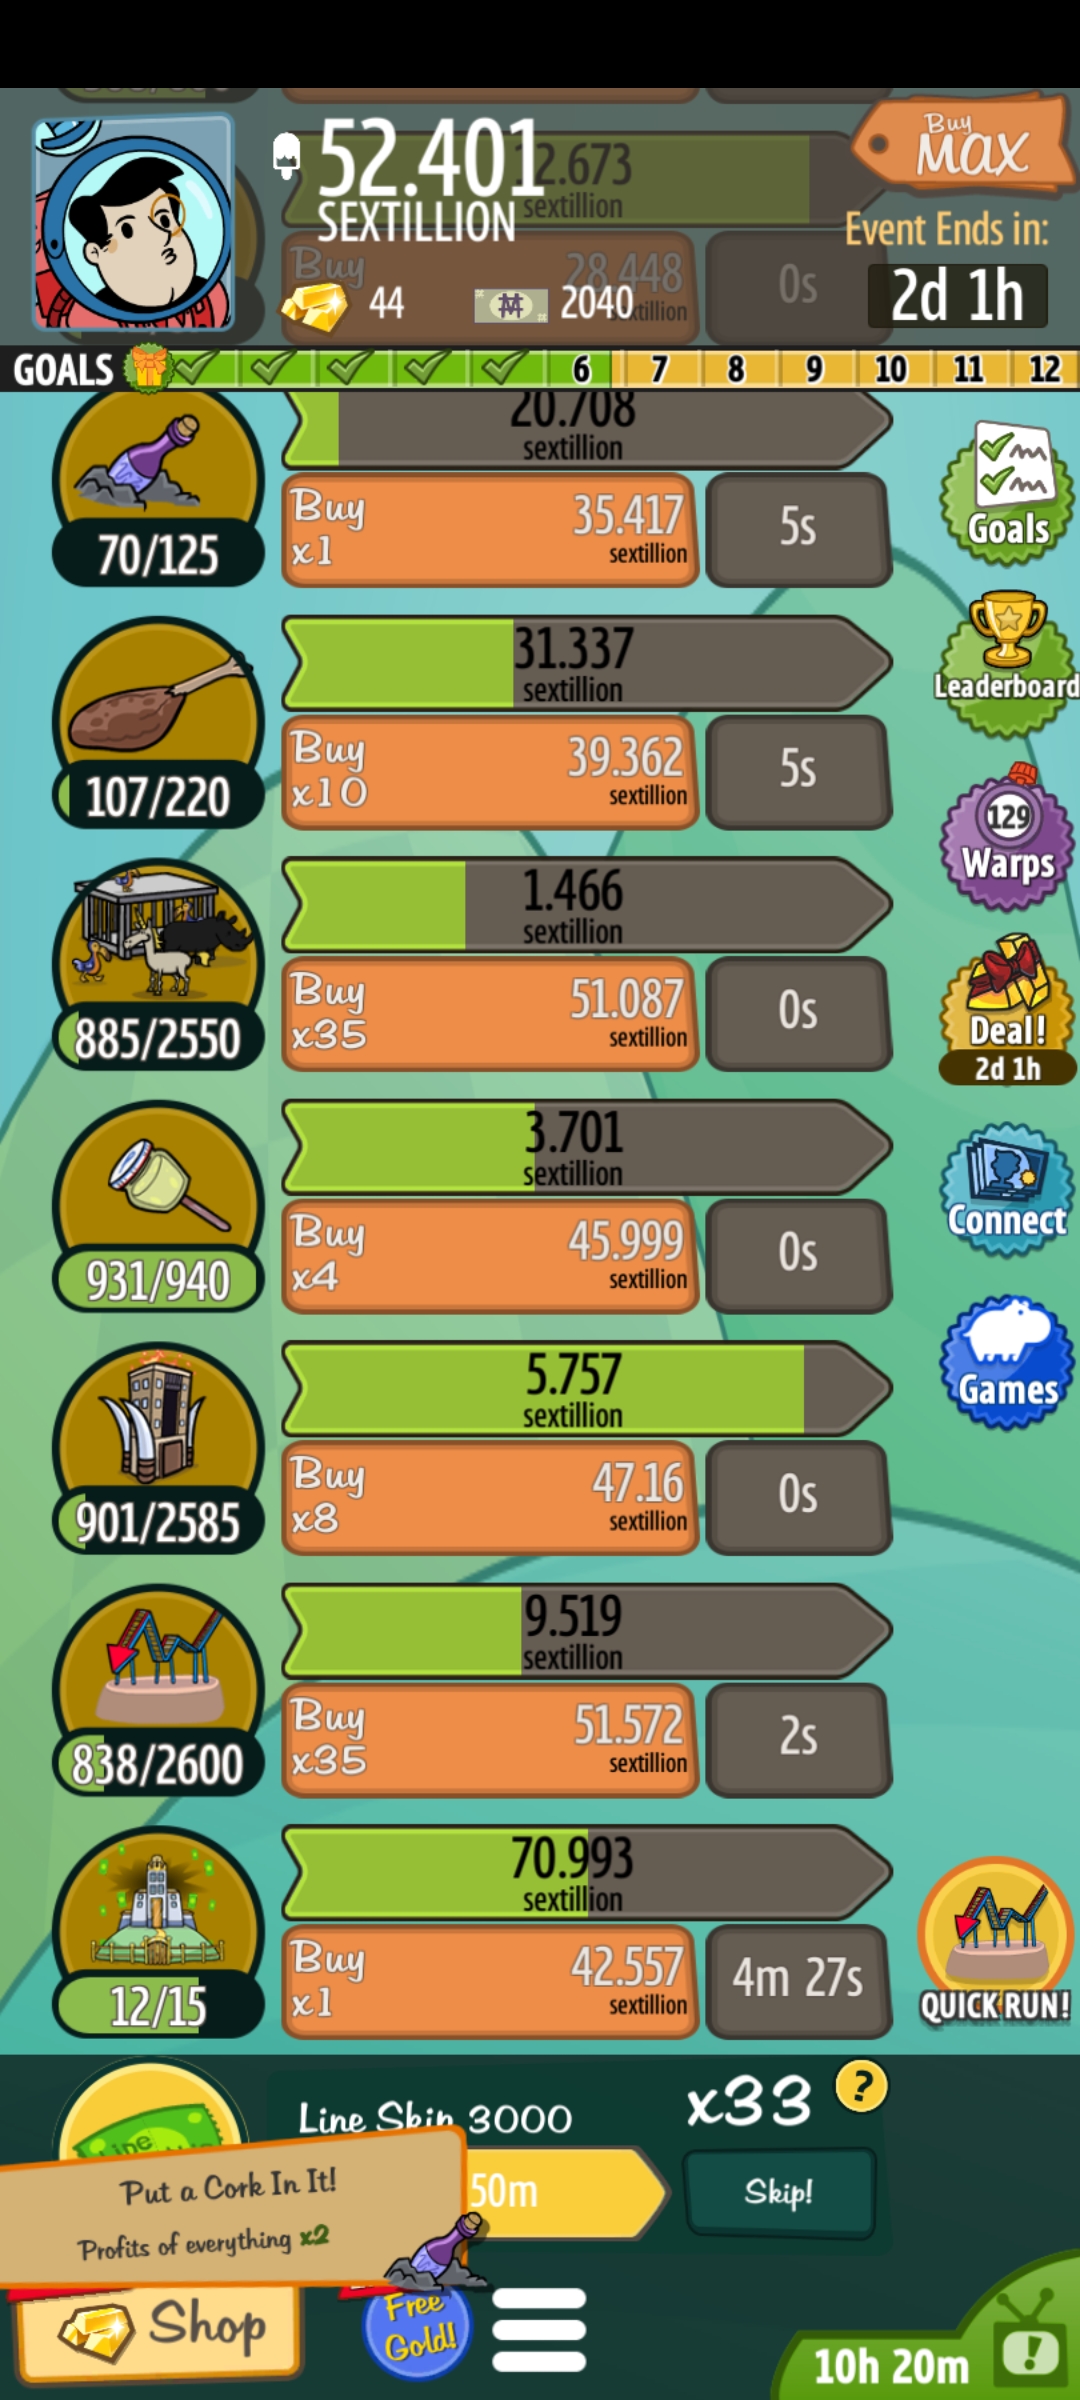 52.401
SEXTILLION
2.673
sextillion
Buy
MAX
Event Ends in:
2d 1h
Buy
28.448
0s
44
2040
GOALS
6
7
8
9
10
11
12
20.708
sextillion
70/125
Buy
x1
35.417
sextillion
5s
Goals
31.337
sextillion
107/220
Buy
x10
39.362
sextillion
5s
Leaderboard
1.466
sextillion
885/2550
Buy
x35
51.087
sextillion
0s
129
Warps
Deal!
2d 1h
3.701
sextillion
931/940
Buy
x4
45.999
sextillion
0s
Connect
5.757
sextillion
901/2585
Buy
x8
47.16
sextillion
0s
Games
9.519
sextillion
838/2600
Buy
x35
51.572
sextillion
2s
70.993
sextillion
12/15
Buy
x1
42.557
sextillion
4m 27s
QUICK RUN!
Line Skip 3000
x33
?
50m
Skip!
Put a Cork In It!
Profits of everything x2
Shop
Free
Gold!
10h 20m
!